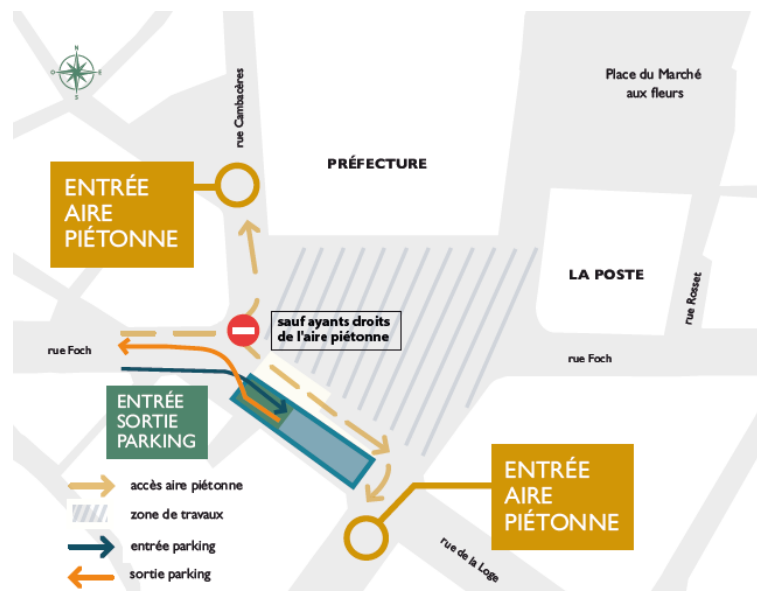 N
O
E
S
rue Cambacères
Place du Marché
aux fleurs
PRÉFECTURE
ENTRÉE
AIRE
PIÉTONNE
LA POSTE
rue Rosset
sauf ayants droits
de l'aire piétonne
rue Foch
rue Foch
ENTRÉE
SORTIE
PARKING
ENTRÉE
AIRE
PIÉTONNE
accès aire piétonne
zone de travaux
entrée parking
sortie parking
rue de la Loge